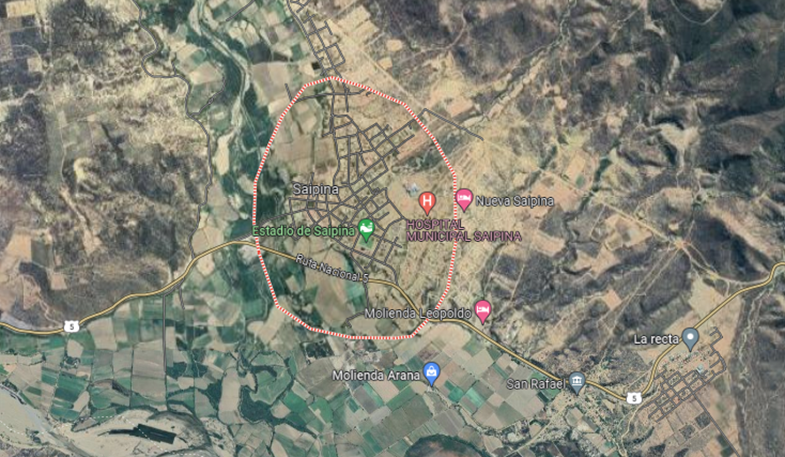 Saipina
Nueva Saipina
H
HOSPITAL
MUNICIPAL SAIPINA
Estadio de Saipiña
Ruta Nacional 5
Molienda Leopoldo
5
La recta
Molienda Arana
San Rafael
5